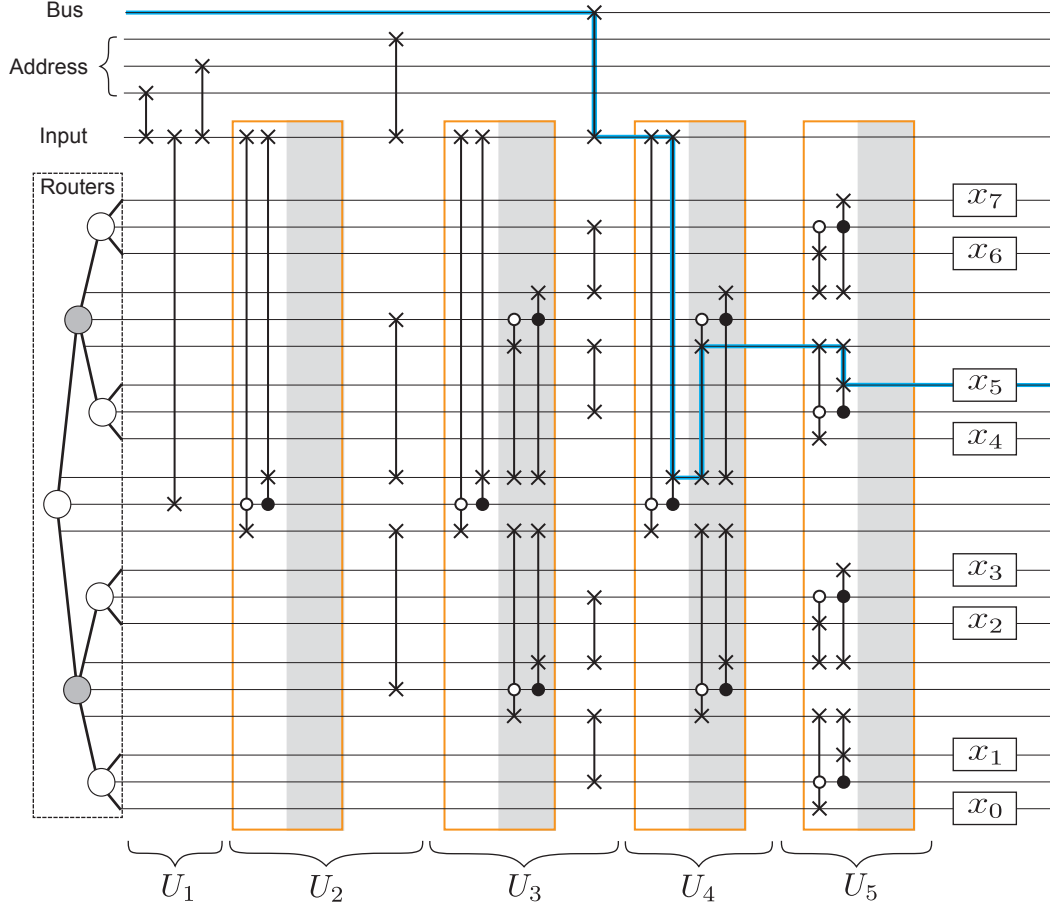 Bus
Address
Input
Routers
x₇
x₆
x₅
x₄
x₃
x₂
x₁
x₀
U₁ U₂ U₃ U₄ U₅